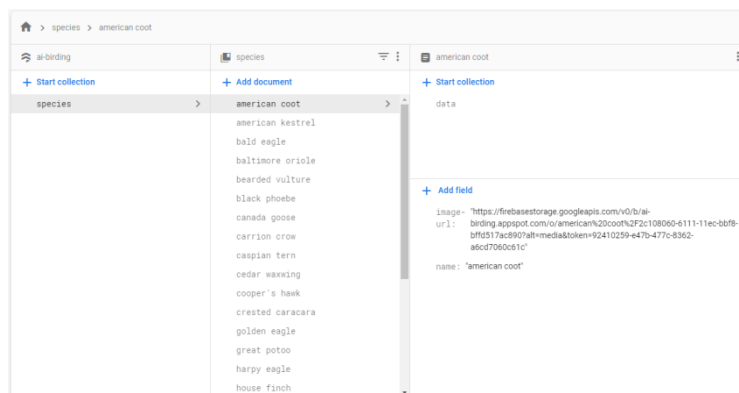 species > american coot
ai-birding
+ Start collection
species
species
+ Add document
american coot
american kestrel
bald eagle
baltimore oriole
bearded vulture
black phoebe
canada goose
carrion crow
caspian tern
cedar waxwing
cooper's hawk
crested caracara
golden eagle
great potoo
harpy eagle
house finch
american coot
+ Start collection
data
+ Add field
image-url: "https://firebasestorage.googleapis.com/v0/b/ai-
birding.appspot.com/o/american%20coot%2F2c108060-6111-11ec-bbf8-
bffd517ac890?alt=media&token=92410259-e47b-477c-8362-
a6cd7060c61c"
name: "american coot"